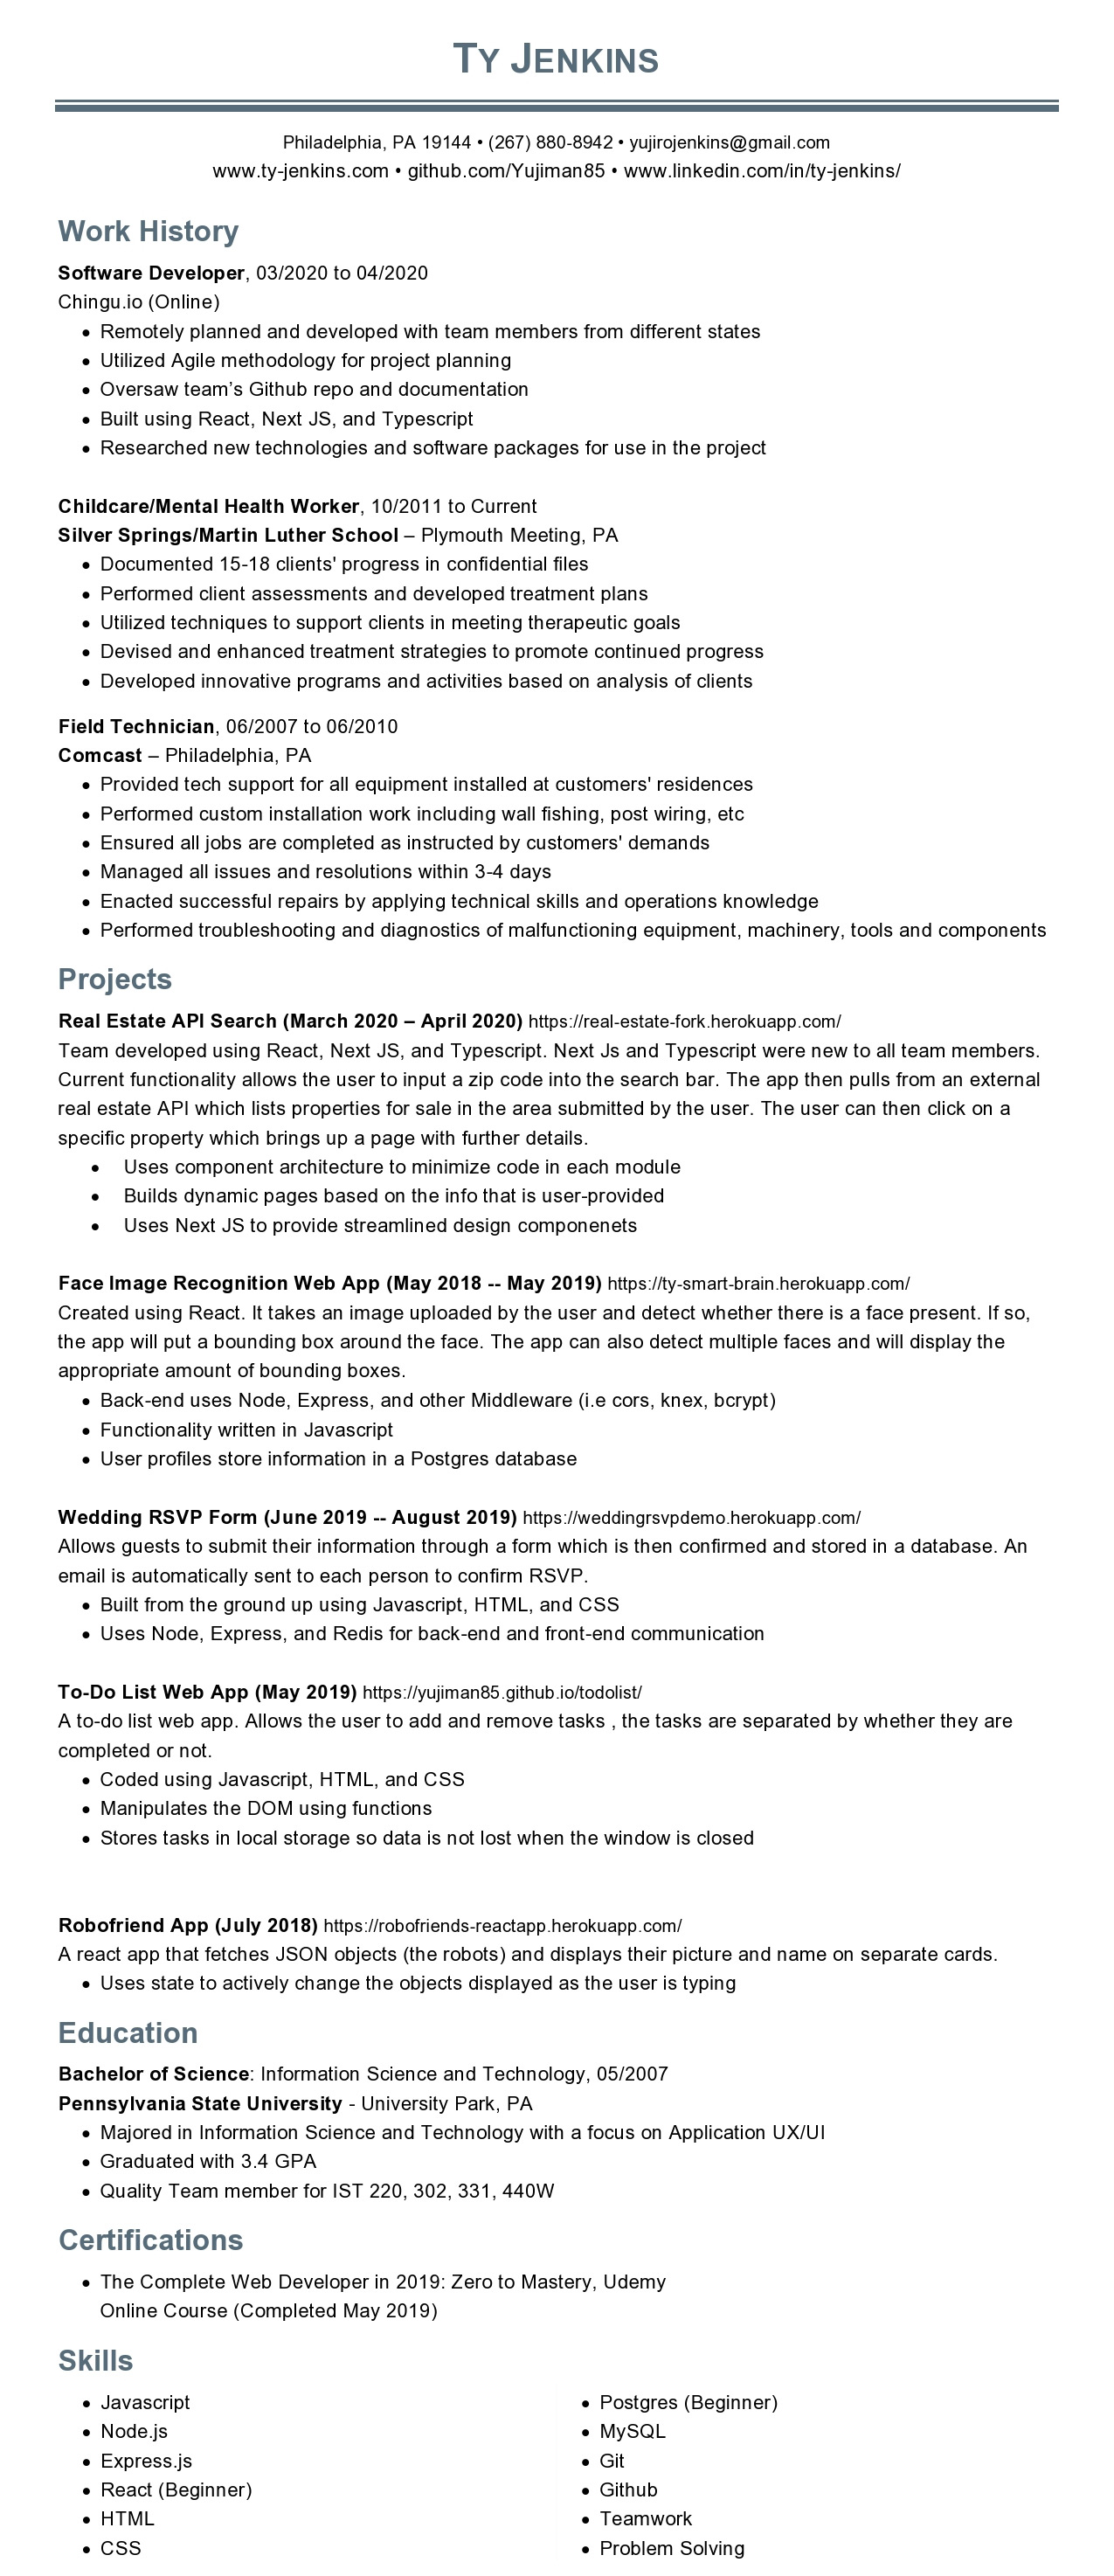 Ty Jenkins
Philadelphia, PA 19144 • (267) 880-8942 • yujirojenkins@gmail.com
www.ty-jenkins.com • github.com/Yujiman85 • www.linkedin.com/in/ty-jenkins/
Work History
Software Developer, 03/2020 to 04/2020
Chingu.io (Online)
• Remotely planned and developed with team members from different states
• Utilized Agile methodology for project planning
• Oversaw team’s Github repo and documentation
• Built using React, Next JS, and Typescript
• Researched new technologies and software packages for use in the project
Childcare/Mental Health Worker, 10/2011 to Current
Silver Springs/Martin Luther School – Plymouth Meeting, PA
• Documented 15-18 clients' progress in confidential files
• Performed client assessments and developed treatment plans
• Utilized techniques to support clients in meeting therapeutic goals
• Devised and enhanced treatment strategies to promote continued progress
• Developed innovative programs and activities based on analysis of clients
Field Technician, 06/2007 to 06/2010
Comcast – Philadelphia, PA
• Provided tech support for all equipment installed at customers' residences
• Performed custom installation work including wall fishing, post wiring, etc
• Ensured all jobs are completed as instructed by customers' demands
• Managed all issues and resolutions within 3-4 days
• Enacted successful repairs by applying technical skills and operations knowledge
• Performed troubleshooting and diagnostics of malfunctioning equipment, machinery, tools and components
Projects
Real Estate API Search (March 2020 – April 2020) https://real-estate-fork.herokuapp.com/
Team developed using React, Next JS, and Typescript. Next Js and Typescript were new to all team members.
Current functionality allows the user to input a zip code into the search bar. The app then pulls from an external
real estate API which lists properties for sale in the area submitted by the user. The user can then click on a
specific property which brings up a page with further details.
• Uses component architecture to minimize code in each module
• Builds dynamic pages based on the info that is user-provided
• Uses Next JS to provide streamlined design componenets
Face Image Recognition Web App (May 2018 -- May 2019) https://ty-smart-brain.herokuapp.com/
Created using React. It takes an image uploaded by the user and detect whether there is a face present. If so,
the app will put a bounding box around the face. The app can also detect multiple faces and will display the
appropriate amount of bounding boxes.
• Back-end uses Node, Express, and other Middleware (i.e cors, knex, bcrypt)
• Functionality written in Javascript
• User profiles store information in a Postgres database
Wedding RSVP Form (June 2019 -- August 2019) https://weddingrsvpdemo.herokuapp.com/
Allows guests to submit their information through a form which is then confirmed and stored in a database. An
email is automatically sent to each person to confirm RSVP.
• Built from the ground up using Javascript, HTML, and CSS
• Uses Node, Express, and Redis for back-end and front-end communication
To-Do List Web App (May 2019) https://yujiman85.github.io/todolist/
A to-do list web app. Allows the user to add and remove tasks , the tasks are separated by whether they are
completed or not.
• Coded using Javascript, HTML, and CSS
• Manipulates the DOM using functions
• Stores tasks in local storage so data is not lost when the window is closed
Robofriend App (July 2018) https://robofriends-reactapp.herokuapp.com/
A react app that fetches JSON objects (the robots) and displays their picture and name on separate cards.
• Uses state to actively change the objects displayed as the user is typing
Education
Bachelor of Science: Information Science and Technology, 05/2007
Pennsylvania State University - University Park, PA
• Majored in Information Science and Technology with a focus on Application UX/UI
• Graduated with 3.4 GPA
• Quality Team member for IST 220, 302, 331, 440W
Certifications
• The Complete Web Developer in 2019: Zero to Mastery, Udemy
Online Course (Completed May 2019)
Skills
• Javascript
• Node.js
• Express.js
• React (Beginner)
• HTML
• CSS
• Postgres (Beginner)
• MySQL
• Git
• Github
• Teamwork
• Problem Solving